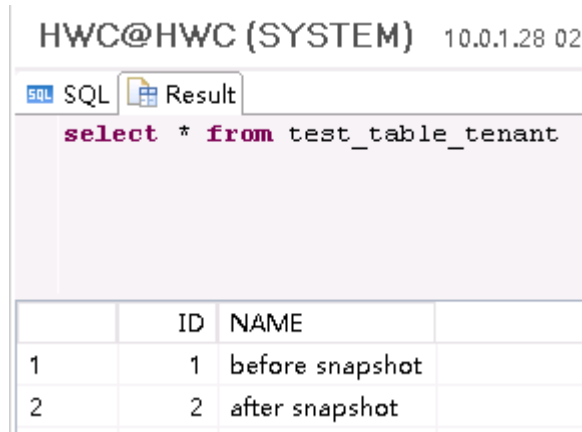 HWC@HWC (SYSTEM) 10.0.1.28 02
SQL SQL Result
select * from test_table_tenant
ID NAME
1 1 before snapshot
2 2 after snapshot